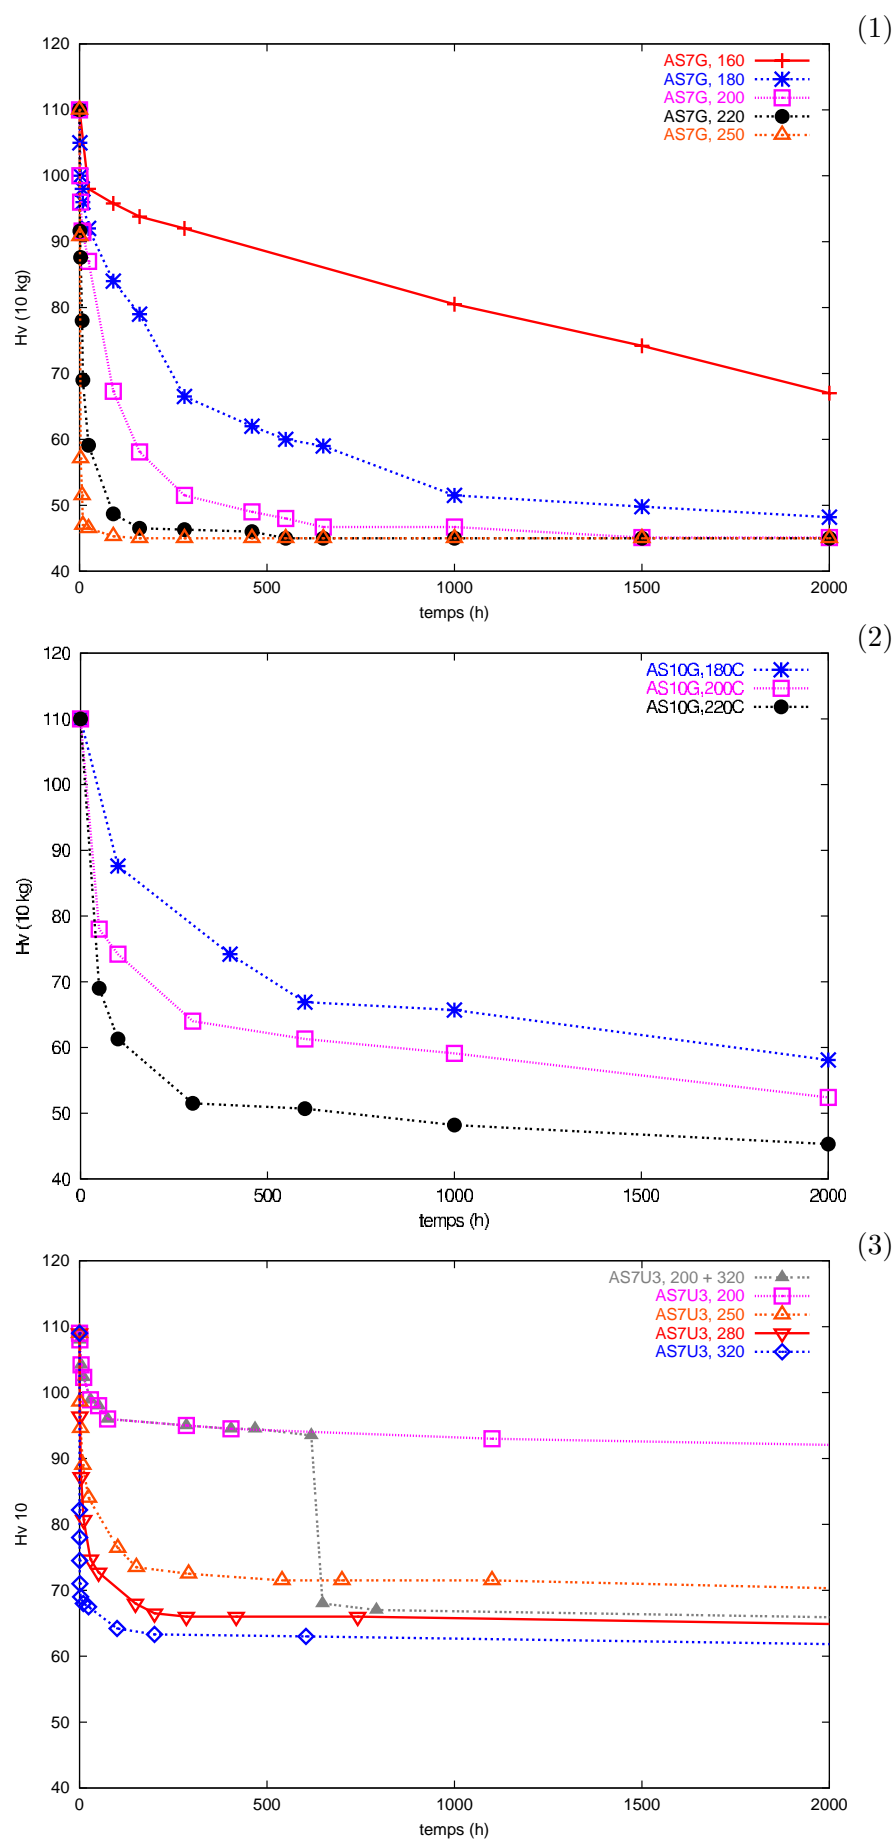 (1)
120
110
100
90
80
70
60
50
40
Hv (10 kg)
AS7G, 160
AS7G, 180
AS7G, 200
AS7G, 220
AS7G, 250
0 500 1000 1500 2000
temps (h)
(2)
120
110
100
90
80
70
60
50
40
Hv (10 kg)
AS10G,180C
AS10G,200C
AS10G,220C
0 500 1000 1500 2000
temps (h)
(3)
120
110
100
90
80
70
60
50
40
Hv 10
AS7U3, 200 + 320
AS7U3, 200
AS7U3, 250
AS7U3, 280
AS7U3, 320
0 500 1000 1500 2000
temps (h)